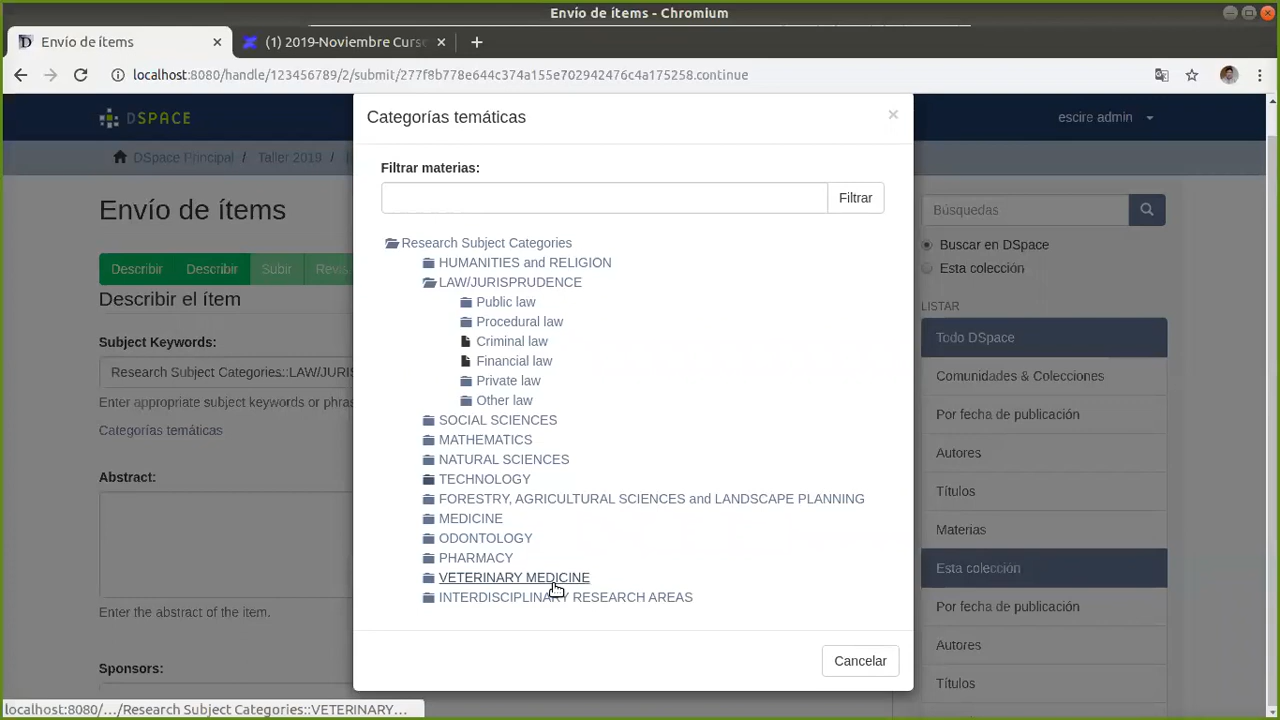 Envío de ítems - Chromium
Envío de ítems
(1) 2019-Noviembre Curs
localhost:8080/handle/123456789/2/submit/277f8b778e644c374a155e702942476c4a175258.continue
DSPACE
escire admin
DSpace Principal / Taller 2019 /
Envío de ítems
Describir
Describir
Subir
Revis
Describir el ítem
Subject Keywords:
Research Subject Categories::LAW/JURIS
Enter appropriate subject keywords or phras
Categorías temáticas
Abstract:
Enter the abstract of the item.
Sponsors:
Categorías temáticas
×
Filtrar materias:
Filtrar
Research Subject Categories
HUMANITIES and RELIGION
LAW/JURISPRUDENCE
Public law
Procedural law
Criminal law
Financial law
Private law
Other law
SOCIAL SCIENCES
MATHEMATICS
NATURAL SCIENCES
TECHNOLOGY
FORESTRY, AGRICULTURAL SCIENCES and LANDSCAPE PLANNING
MEDICINE
ODONTOLOGY
PHARMACY
VETERINARY MEDICINE
INTERDISCIPLINARY RESEARCH AREAS
Cancelar
Búsquedas
Buscar en DSpace
Esta colección
LISTAR
Todo DSpace
Comunidades & Colecciones
Por fecha de publicación
Autores
Títulos
Materias
Esta colección
Por fecha de publicación
Autores
Títulos
localhost:8080/.../Research Subject Categories::VETERINARY...